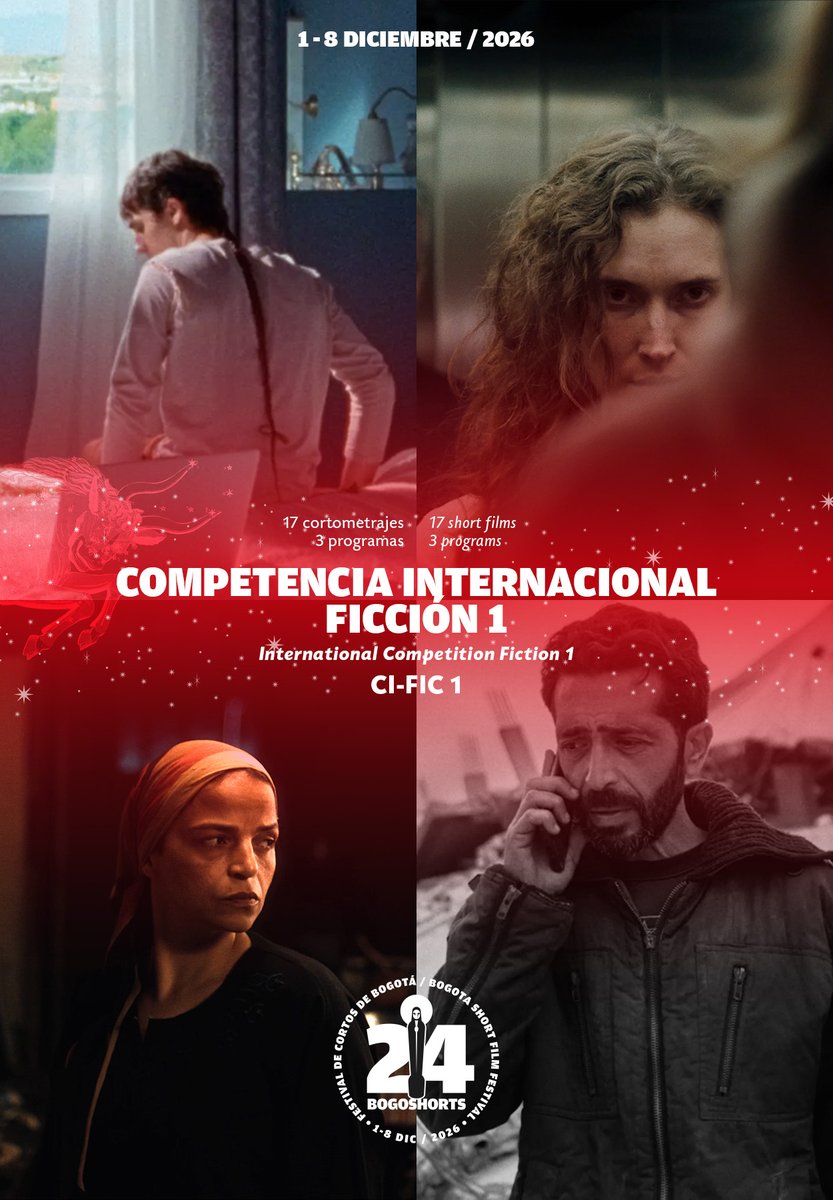 1 - 8 DICIEMBRE / 2026
17 cortometrajes
3 programas
17 short films
3 programs
COMPETENCIA INTERNACIONAL
FICCIÓN 1
International Competition Fiction 1
CI-FIC 1
FESTIVAL DE CORTOS DE BOGOTÁ / BOGOTA SHORT FILM FESTIVAL
24
BOGOSHORTS
• 1-8 DIC / 2026 •